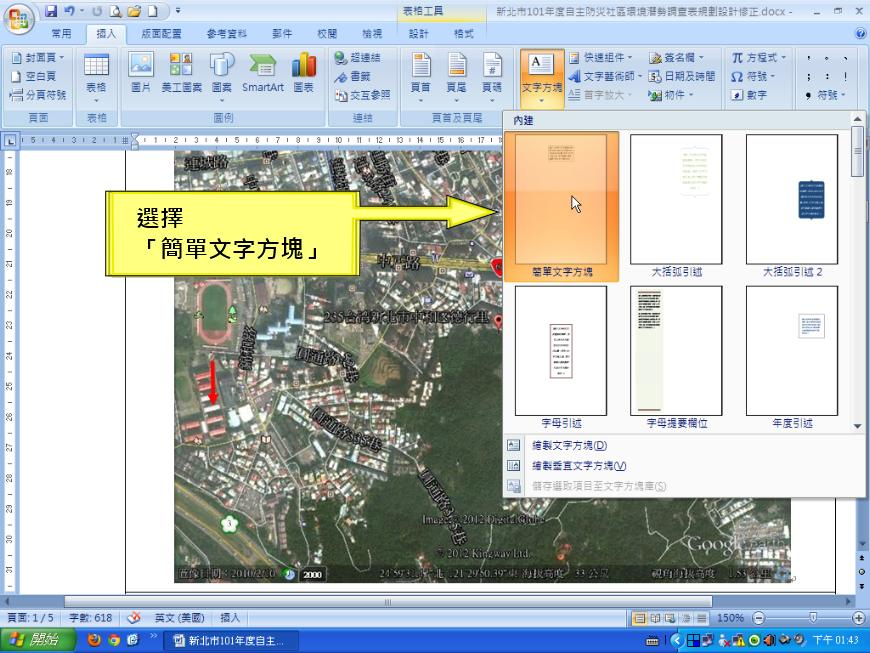 表格工具
新北市101年度自主防災社區環境潛勢調查表規劃設計修正.docx -
常用 插入 版面配置 參考資料 郵件 校閱 檢視 設計 格式
封面頁
空白頁
分頁符號
頁面
表格
表格
圖片 美工圖案 圖案 SmartArt 圖表
圖例
超連結
書籤
交互參照
連結
頁首 頁尾 頁碼
頁首及頁尾
文字方塊
快速組件
文字藝術師
首字放大
簽名欄
日期及時間
物件
方程式
符號
數字
符號
內建
簡單文字方塊 大括弧引述 大括弧引述 2
字母引述 字母提要欄位 年度引述
繪製文字方塊(D)
繪製垂直文字方塊(V)
儲存選取項目至文字方塊庫(S)
選擇
「簡單文字方塊」
235台灣新北市中和區德行里
Image © 2012 DigitalGlobe
© 2012 Kingway Ltd.
Google earth
2000
3
頁面: 1 / 5 字數: 618 英文 (美國) 插入 150%
開始 新北市101年度自主... 下午 01:43